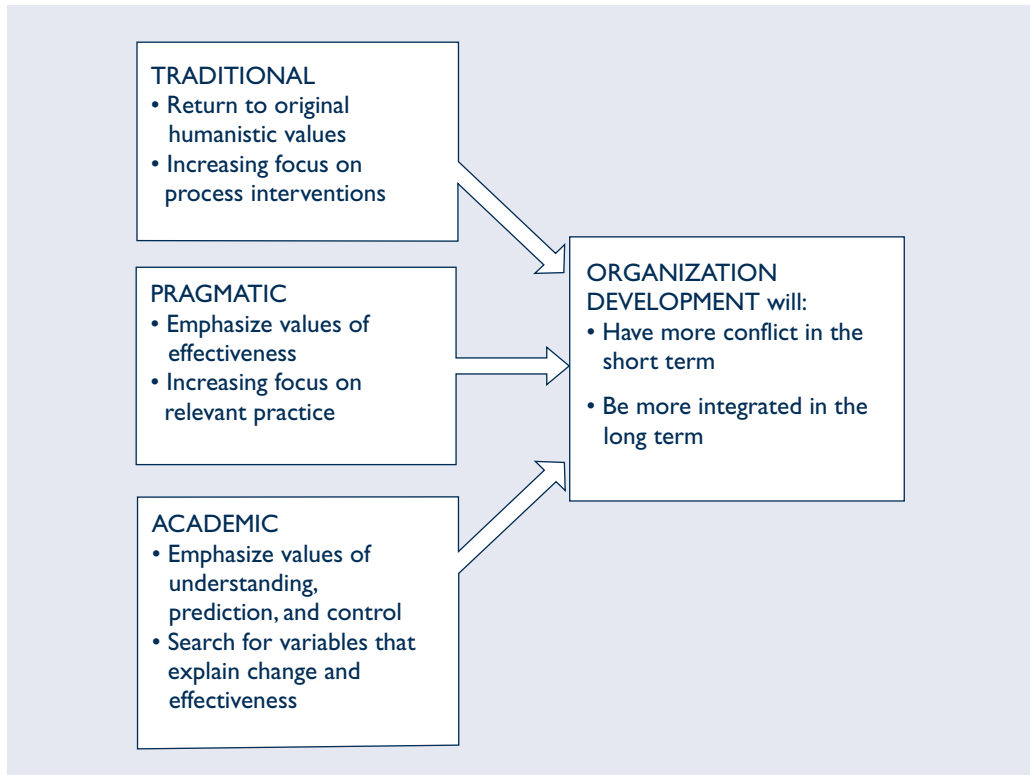 TRADITIONAL
• Return to original
humanistic values
• Increasing focus on
process interventions
PRAGMATIC
• Emphasize values of
effectiveness
• Increasing focus on
relevant practice
ACADEMIC
• Emphasize values of
understanding,
prediction, and control
• Search for variables that
explain change and
effectiveness
ORGANIZATION
DEVELOPMENT will:
• Have more conflict in the
short term
• Be more integrated in the
long term